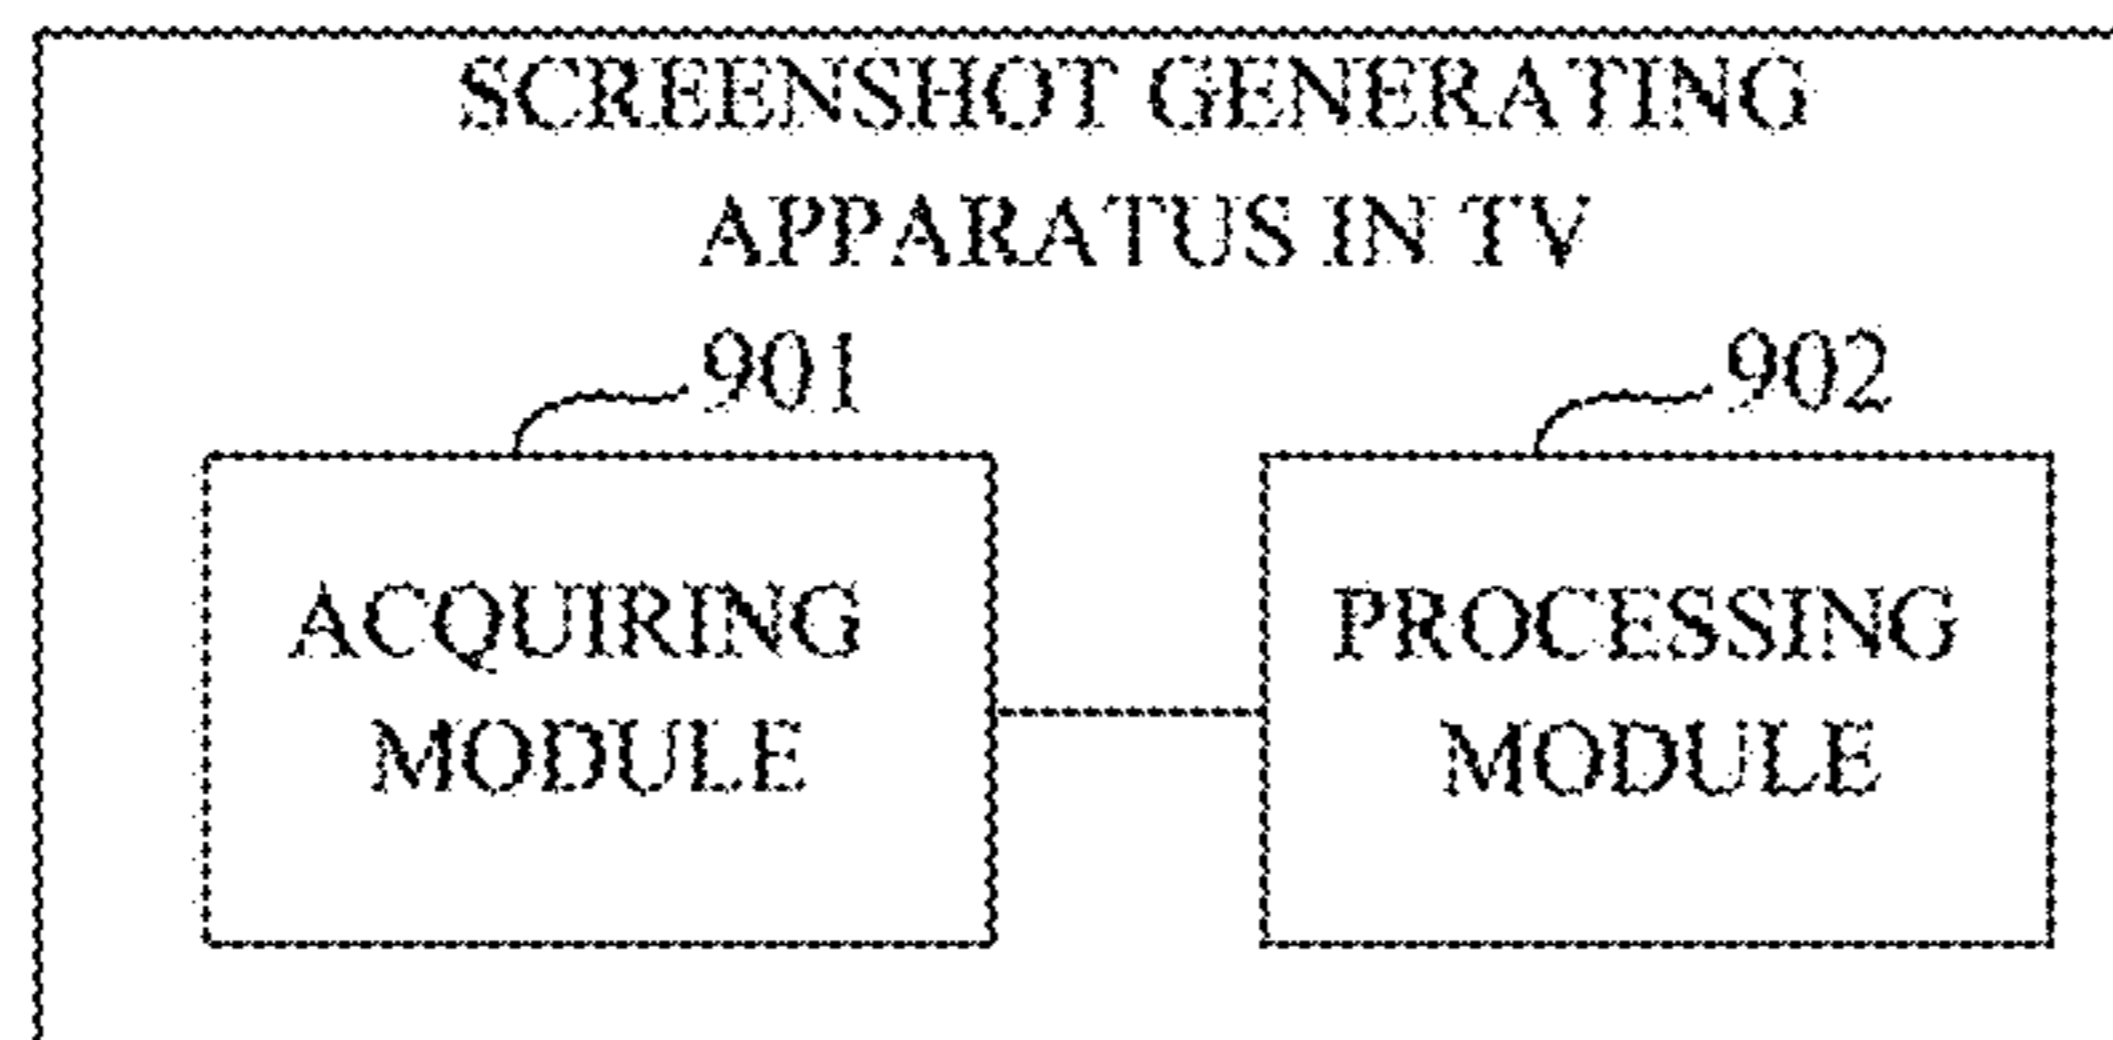 SCREENSHOT GENERATING
APPARATUS IN TV
901
902
ACQUIRING
MODULE
PROCESSING
MODULE